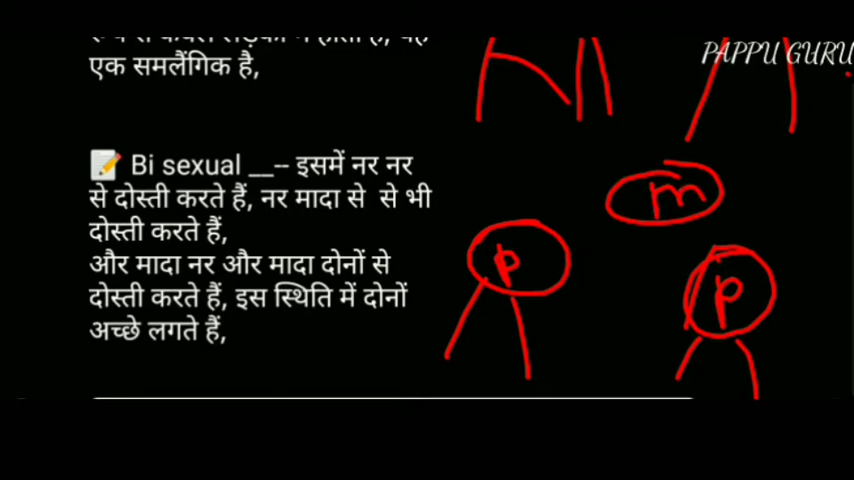 एक समलैंगिक है,
PAPPU GURU
📝 Bi sexual __-- इसमें नर नर
से दोस्ती करते हैं, नर मादा से से भी
दोस्ती करते हैं,
और मादा नर और मादा दोनों से
दोस्ती करते हैं, इस स्थिति में दोनों
अच्छे लगते हैं,
m
p
p